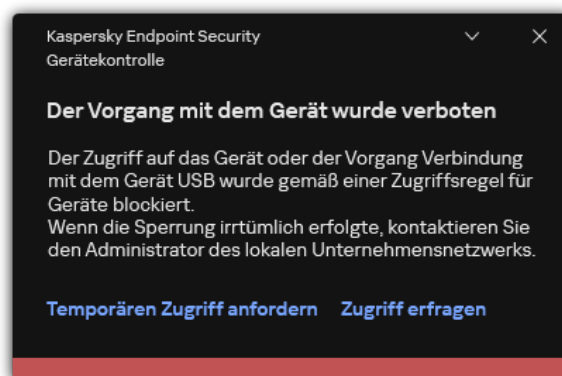 Kaspersky Endpoint Security
Gerätekontrolle
Der Vorgang mit dem Gerät wurde verboten
Der Zugriff auf das Gerät oder der Vorgang Verbindung
mit dem Gerät USB wurde gemäß einer Zugriffsregel für
Geräte blockiert.
Wenn die Sperrung irrtümlich erfolgte, kontaktieren Sie
den Administrator des lokalen Unternehmensnetzwerks.
Temporären Zugriff anfordern Zugriff erfragen